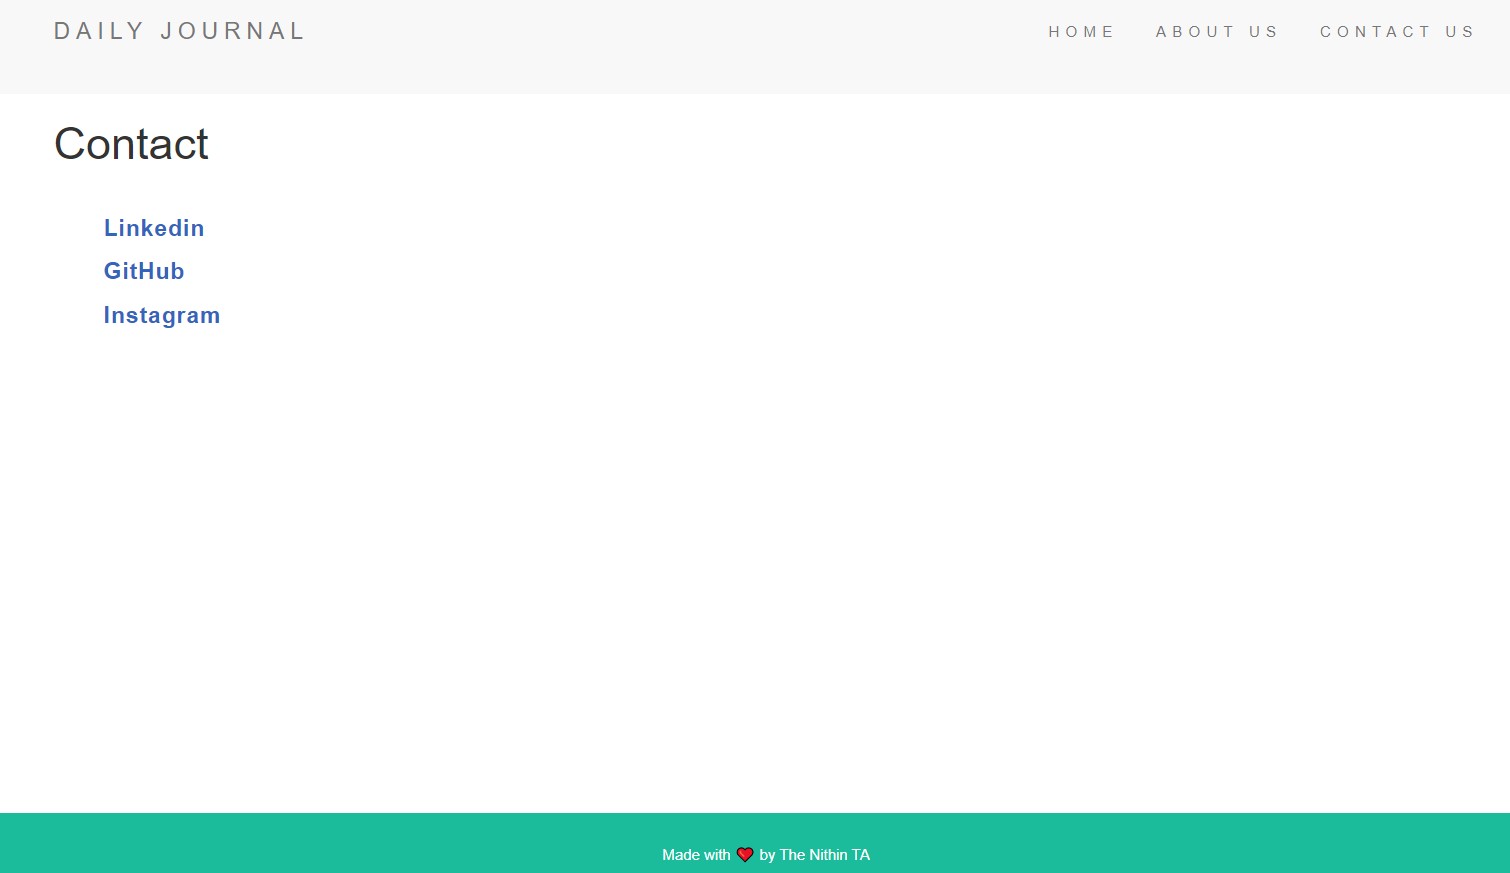 DAILY JOURNAL
HOME ABOUT US CONTACT US
Contact
Linkedin
GitHub
Instagram
Made with ❤ by The Nithin TA